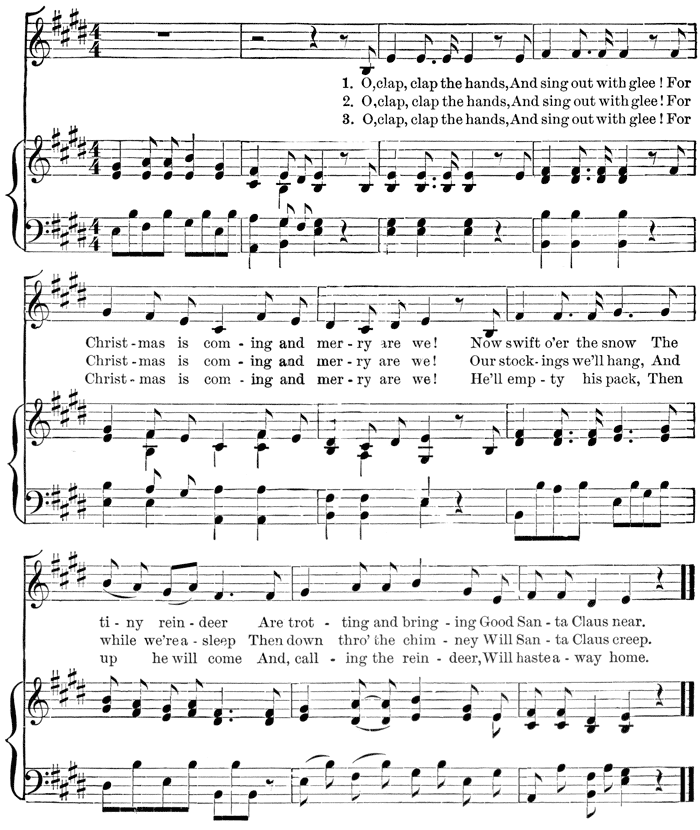 4 4
1. O, clap, clap the hands, And sing out with glee! For
2. O, clap, clap the hands, And sing out with glee! For
3. O, clap, clap the hands, And sing out with glee! For
4 4
4 4
Christ - mas is com - ing and mer - ry are we! Now swift o'er the snow The
Christ - mas is com - ing and mer - ry are we! Our stock - ings we'll hang, And
Christ - mas is com - ing and mer - ry are we! He'll emp - ty his pack, Then
ti - ny rein - deer Are trot - ting and bring - ing Good San - ta Claus near.
while we're a - sleep Then down thro' the chim - ney Will San - ta Claus creep.
up he will come And, call - ing the rein - deer, Will haste a - way home.